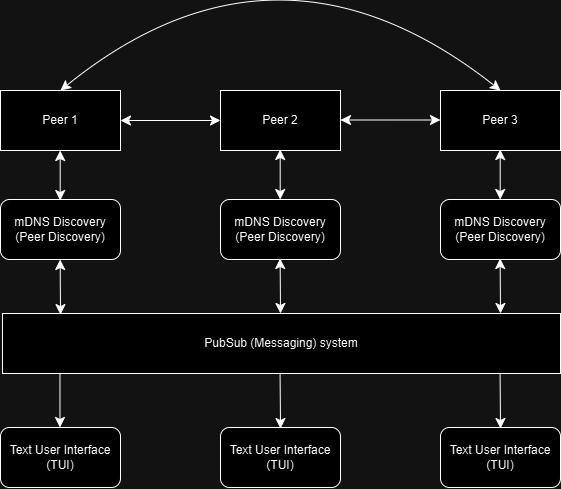 Peer 1
Peer 2
Peer 3
mDNS Discovery
(Peer Discovery)
mDNS Discovery
(Peer Discovery)
mDNS Discovery
(Peer Discovery)
PubSub (Messaging) system
Text User Interface
(TUI)
Text User Interface
(TUI)
Text User Interface
(TUI)